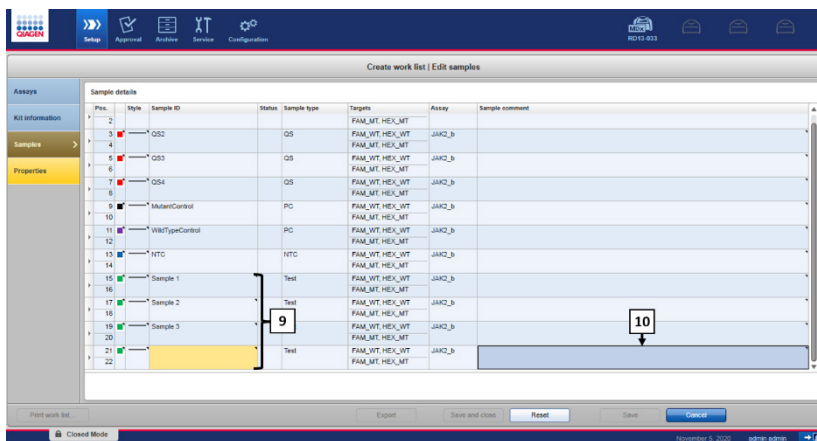 QIAGEN
Setup Approval Archive Service Configuration
MDx
RD13-933
Create work list | Edit samples
Assays
Kit information
Samples
Properties
Sample details
Pos. Style Sample ID Status Sample type Targets Assay Sample comment
2 FAM_MT, HEX_MT
3 QS2 QS FAM_WT, HEX_WT JAK2_b
4 FAM_MT, HEX_MT
5 QS3 QS FAM_WT, HEX_WT JAK2_b
6 FAM_MT, HEX_MT
7 QS4 QS FAM_WT, HEX_WT JAK2_b
8 FAM_MT, HEX_MT
9 MutantControl PC FAM_WT, HEX_WT JAK2_b
10 FAM_MT, HEX_MT
11 WildTypeControl PC FAM_WT, HEX_WT JAK2_b
12 FAM_MT, HEX_MT
13 NTC NTC FAM_WT, HEX_WT JAK2_b
14 FAM_MT, HEX_MT
15 Sample 1 Test FAM_WT, HEX_WT JAK2_b
16 FAM_MT, HEX_MT
17 Sample 2 Test FAM_WT, HEX_WT JAK2_b
18 FAM_MT, HEX_MT
9
10
19 Sample 3 FAM_WT, HEX_WT JAK2_b
20 FAM_MT, HEX_MT
21 Test FAM_WT, HEX_WT JAK2_b
22 FAM_MT, HEX_MT
Print work list... Export Save and close Reset Save Cancel
Closed Mode
November 5, 2020 admin admin